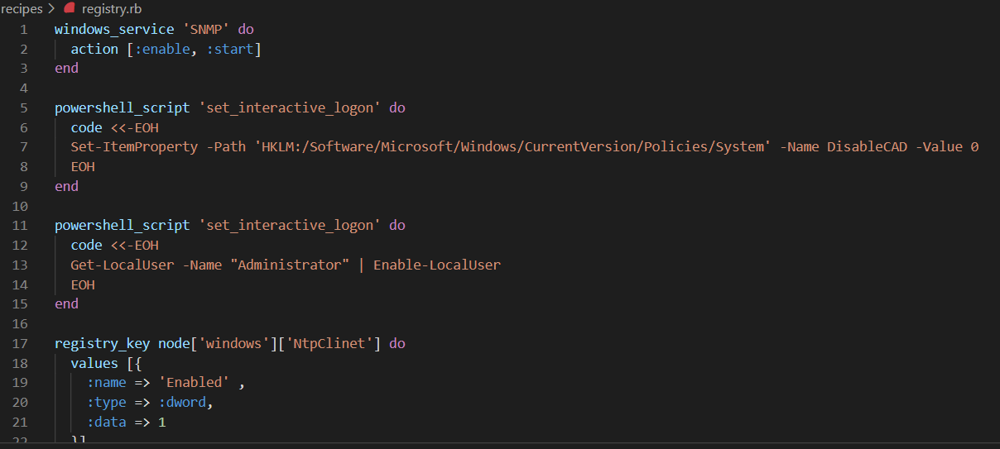 recipes > registry.rb
1 windows_service 'SNMP' do
2 action [:enable, :start]
3 end
4
5 powershell_script 'set_interactive_logon' do
6 code <<-EOH
7 Set-ItemProperty -Path 'HKLM:/Software/Microsoft/Windows/CurrentVersion/Policies/System' -Name DisableCAD -Value 0
8 EOH
9 end
10
11 powershell_script 'set_interactive_logon' do
12 code <<-EOH
13 Get-LocalUser -Name "Administrator" | Enable-LocalUser
14 EOH
15 end
16
17 registry_key node['windows']['NtpClinet'] do
18 values [{
19 :name => 'Enabled' ,
20 :type => :dword,
21 :data => 1
22 }]